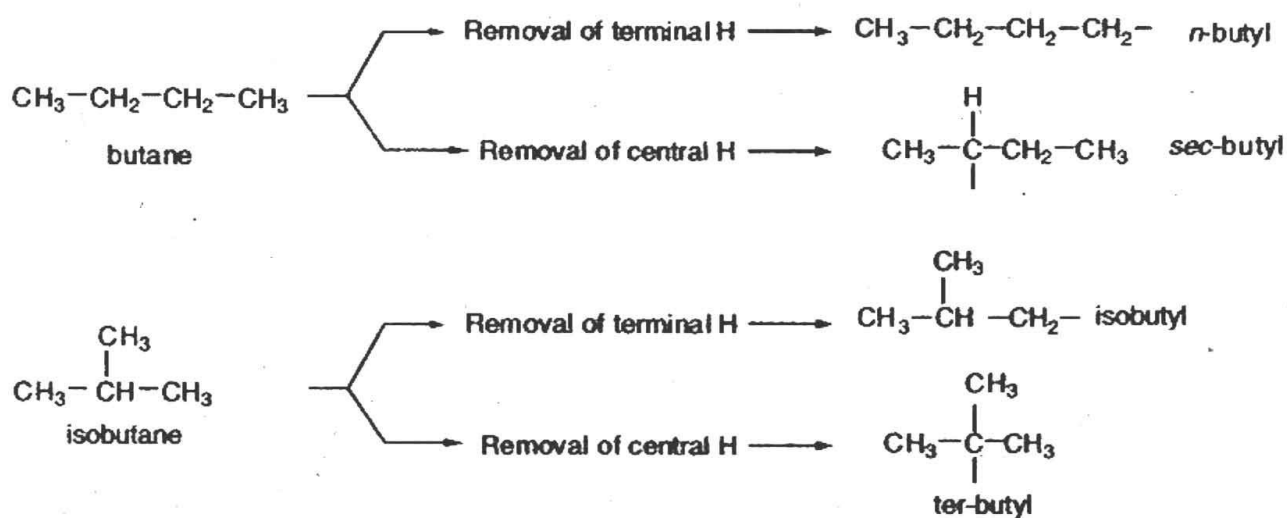 Removal of terminal H CH₃-CH₂-CH₂-CH₂- n-butyl
CH₃-CH₂-CH₂-CH₃
butane
H
Removal of central H CH₃-C-CH₂-CH₃ sec-butyl
CH₃
Removal of terminal H CH₃-CH-CH₂- isobutyl
CH₃
CH₃-CH-CH₃
isobutane
CH₃
Removal of central H CH₃-C-CH₃
ter-butyl